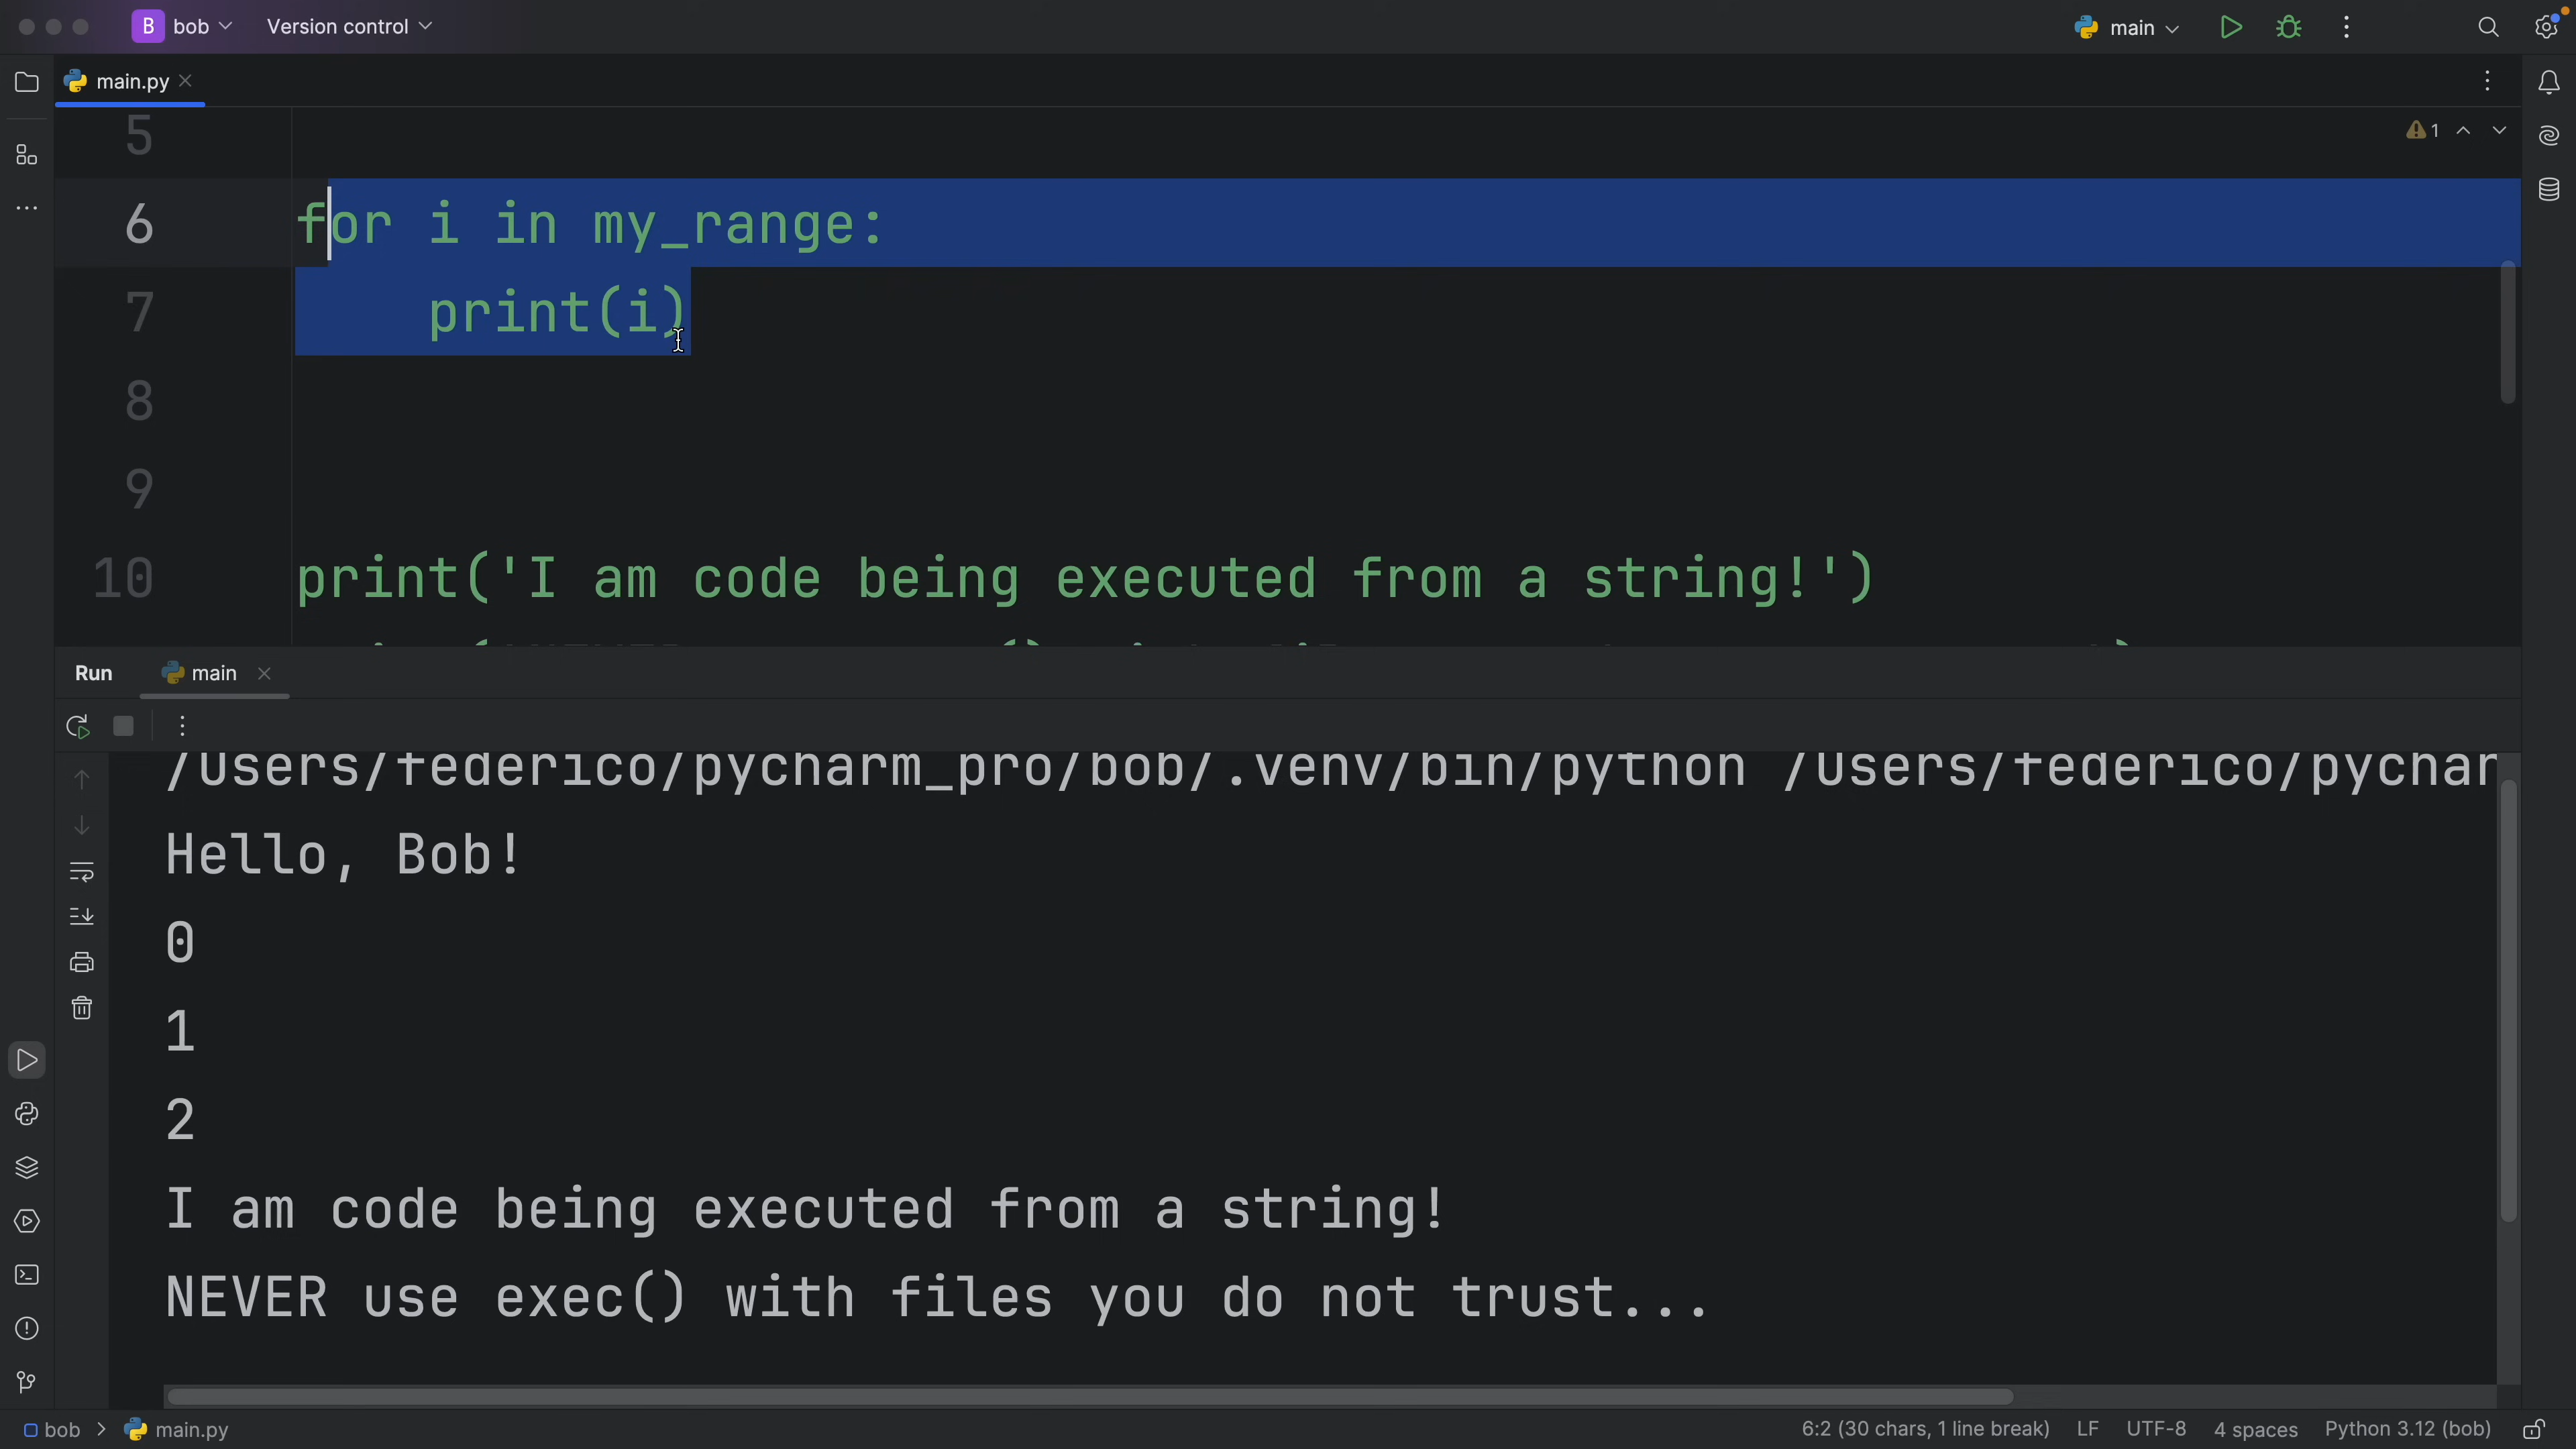 B bob Version control main
main.py
5
1
6 for i in my_range:
7 print(i)
8
9
10 print('I am code being executed from a string!')
Run main
/Users/federico/pycharm_pro/bob/.venv/bin/python /Users/federico/pychar
Hello, Bob!
0
1
2
I am code being executed from a string!
NEVER use exec() with files you do not trust...
bob main.py 6:2 (30 chars, 1 line break) LF UTF-8 4 spaces Python 3.12 (bob)